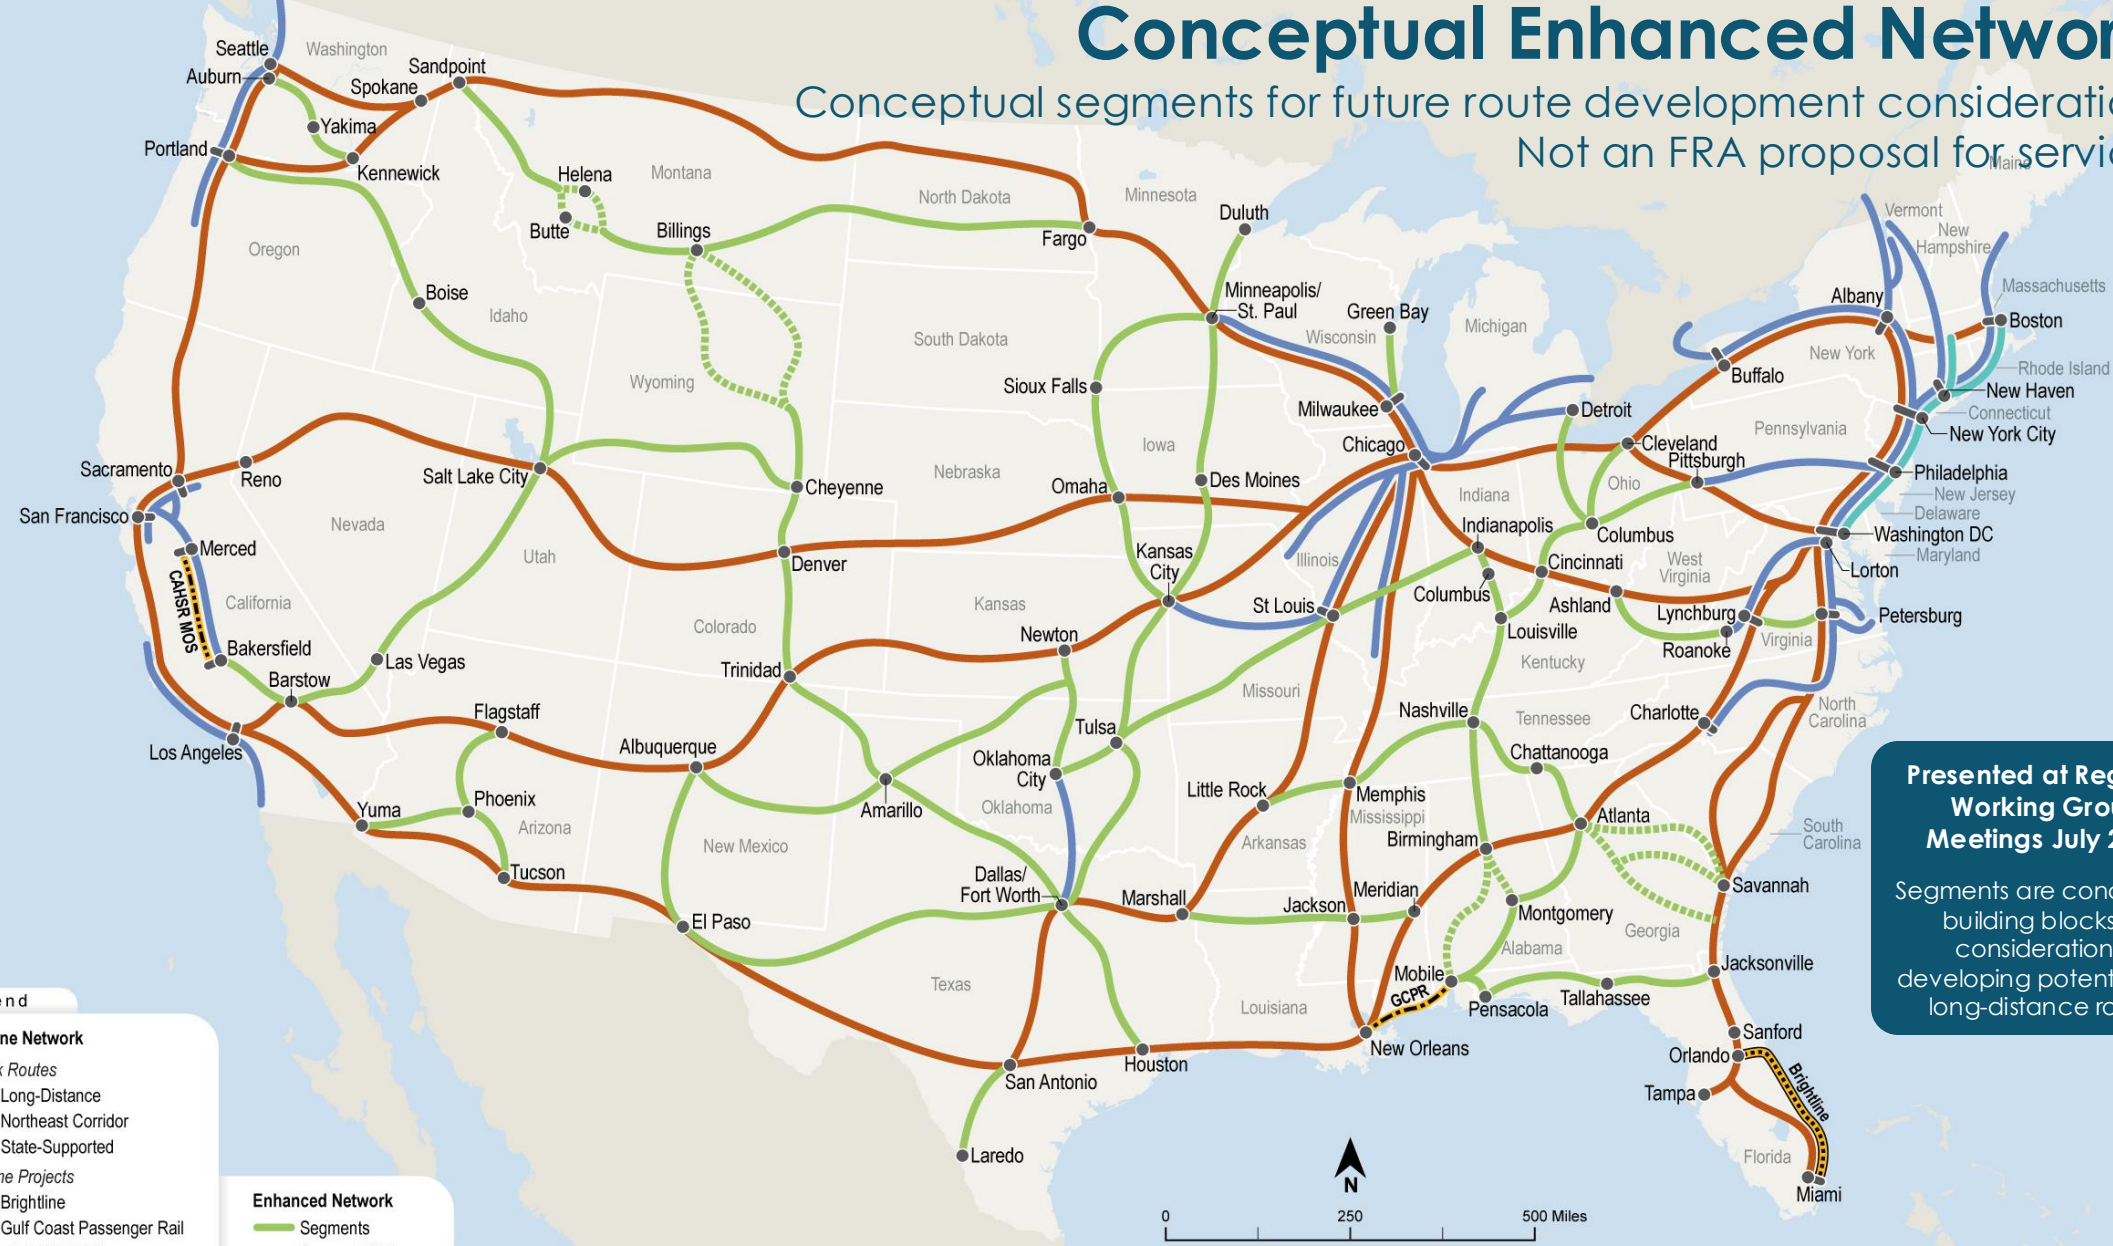 Conceptual Enhanced Networ
Conceptual segments for future route development consideratio
Not an FRA proposal for servic
Seattle
Washington
Auburn
Spokane
Sandpoint
Yakima
Portland
Kennewick
Helena
Montana
Butte
Billings
North Dakota
Fargo
Minnesota
Duluth
Maine
Vermont
New
Hampshire
Massachusetts
Oregon
Boise
Idaho
South Dakota
Minneapolis/
St. Paul
Green Bay
Wisconsin
Michigan
Albany
Boston
New York
Rhode Island
Buffalo
New Haven
Connecticut
New York City
Wyoming
Sioux Falls
Milwaukee
Detroit
Pennsylvania
Iowa
Chicago
Cleveland
Pittsburgh
Philadelphia
New Jersey
Delaware
Washington DC
Maryland
Lorton
Sacramento
Reno
Salt Lake City
Cheyenne
Nebraska
Omaha
Des Moines
Indiana
Ohio
San Francisco
Nevada
Utah
Merced
CAHSR MOS
California
Denver
Kansas
City
Illinois
Indianapolis
Columbus
Cincinnati
West
Virginia
Columbus
Ashland
Lynchburg
Petersburg
Kansas
St Louis
Louisville
Roanoke
Virginia
Colorado
Newton
Kentucky
Bakersfield
Las Vegas
Trinidad
Barstow
Missouri
Flagstaff
Nashville
Tennessee
Charlotte
North
Carolina
Los Angeles
Albuquerque
Tulsa
Chattanooga
Oklahoma
City
Amarillo
Oklahoma
Little Rock
Memphis
Mississippi
Atlanta
Yuma
Phoenix
Arizona
New Mexico
Arkansas
Birmingham
South
Carolina
Tucson
Dallas/
Fort Worth
Marshall
Jackson
Meridian
Savannah
Montgomery
El Paso
Alabama
Georgia
Texas
Louisiana
Mobile
GCPR
Pensacola
Tallahassee
Jacksonville
New Orleans
Houston
San Antonio
Sanford
Orlando
Brightline
Tampa
Laredo
Florida
Miami
Presented at Reg
Working Grou
Meetings July 2
Segments are conc
building blocks
consideration
developing potent
long-distance ro
N
0 250 500 Miles
end
ne Network
k Routes
Long-Distance
Northeast Corridor
State-Supported
ne Projects
Brightline
Gulf Coast Passenger Rail
Enhanced Network
Segments